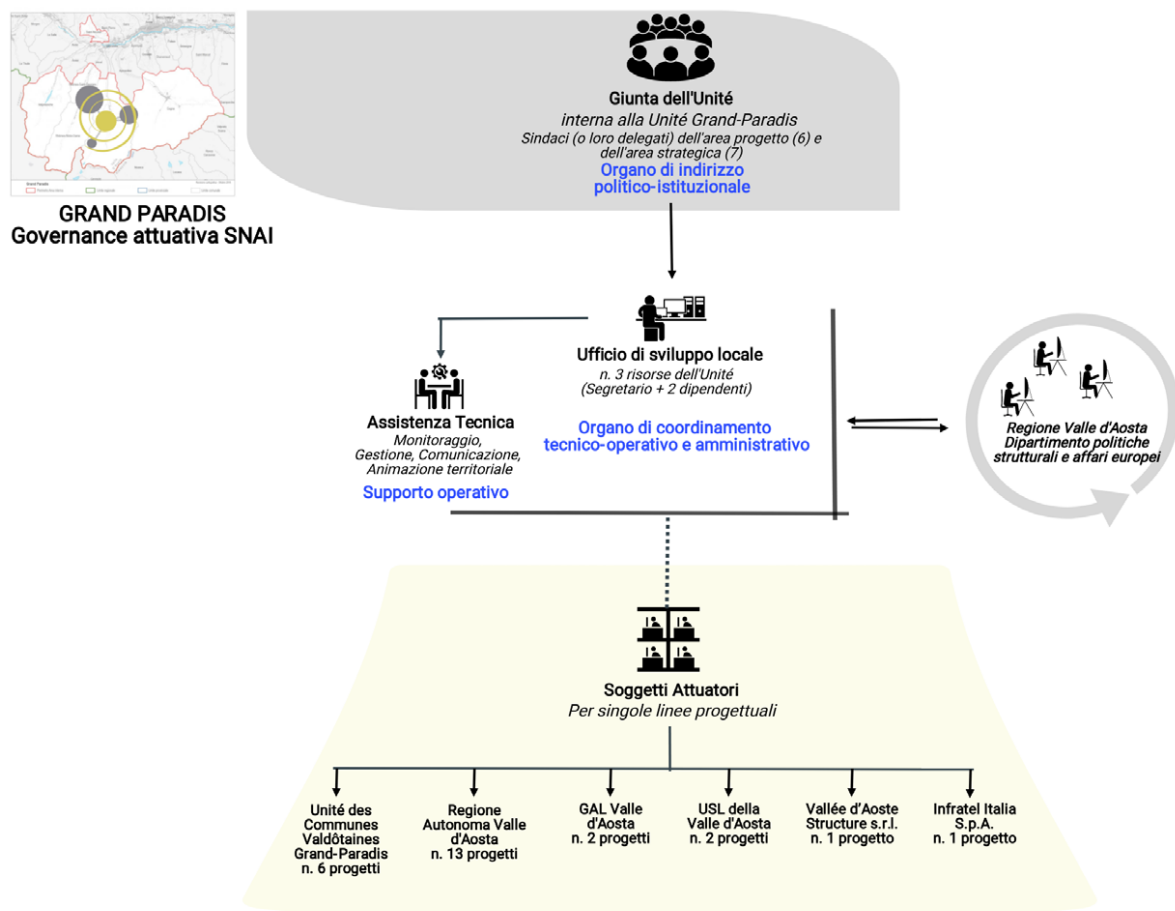 Grand Paradis
GRAND PARADIS
Governance attuativa SNAI
Giunta dell'Unité
interna alla Unité Grand-Paradis
Sindaci (o loro delegati) dell'area progetto (6) e
dell'area strategica (7)
Organo di indirizzo
politico-istituzionale
Ufficio di sviluppo locale
n. 3 risorse dell'Unité
(Segretario + 2 dipendenti)
Organo di coordinamento
tecnico-operativo e amministrativo
Assistenza Tecnica
Monitoraggio,
Gestione, Comunicazione,
Animazione territoriale
Supporto operativo
Regione Valle d'Aosta
Dipartimento politiche
strutturali e affari europei
Soggetti Attuatori
Per singole linee progettuali
Unité des
Communes
Valdôtaines
Grand-Paradis
n. 6 progetti
Regione
Autonoma Valle
d'Aosta
n. 13 progetti
GAL Valle
d'Aosta
n. 2 progetti
USL della
Valle d'Aosta
n. 2 progetti
Vallée d'Aoste
Structure s.r.l.
n. 1 progetto
Infratel Italia
S.p.A.
n. 1 progetto